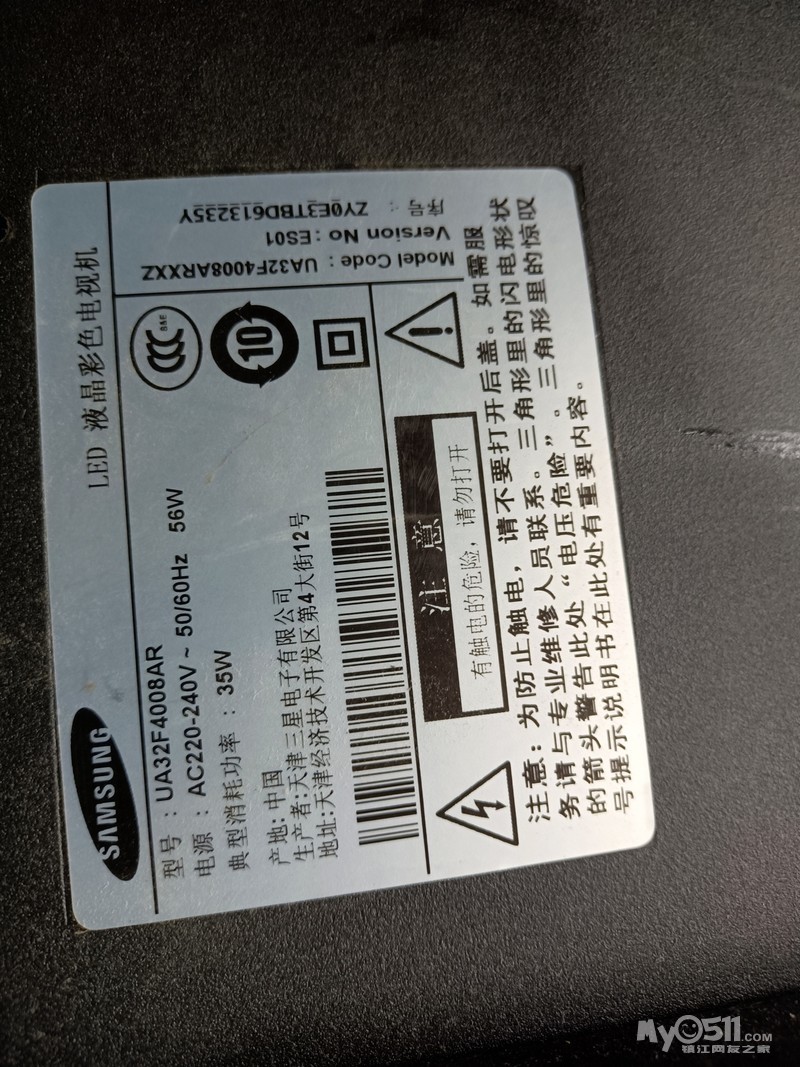 SAMSUNG
LED 液晶彩色电视机
型号：UA32F4008AR
电源：AC220-240V～50/60Hz 56W
典型消耗功率：35W
产地:中国
生产者:天津三星电子有限公司
地址:天津经济技术开发区第4大街12号
S&E
10
Model Code : UA32F4008ARXXZ
Version No : ES01
序号 : ZY0E3TBD613235Y
注 意
有触电的危险，请勿打开
注意：为防止触电，请不要打开后盖。如需服
务请与专业维修人员联系。三角形里的闪电形状
的箭头警告此处“电压危险”。三角形里的惊叹
号提示说明书在此处有重要内容。
My0511.COM
镇江网友之家